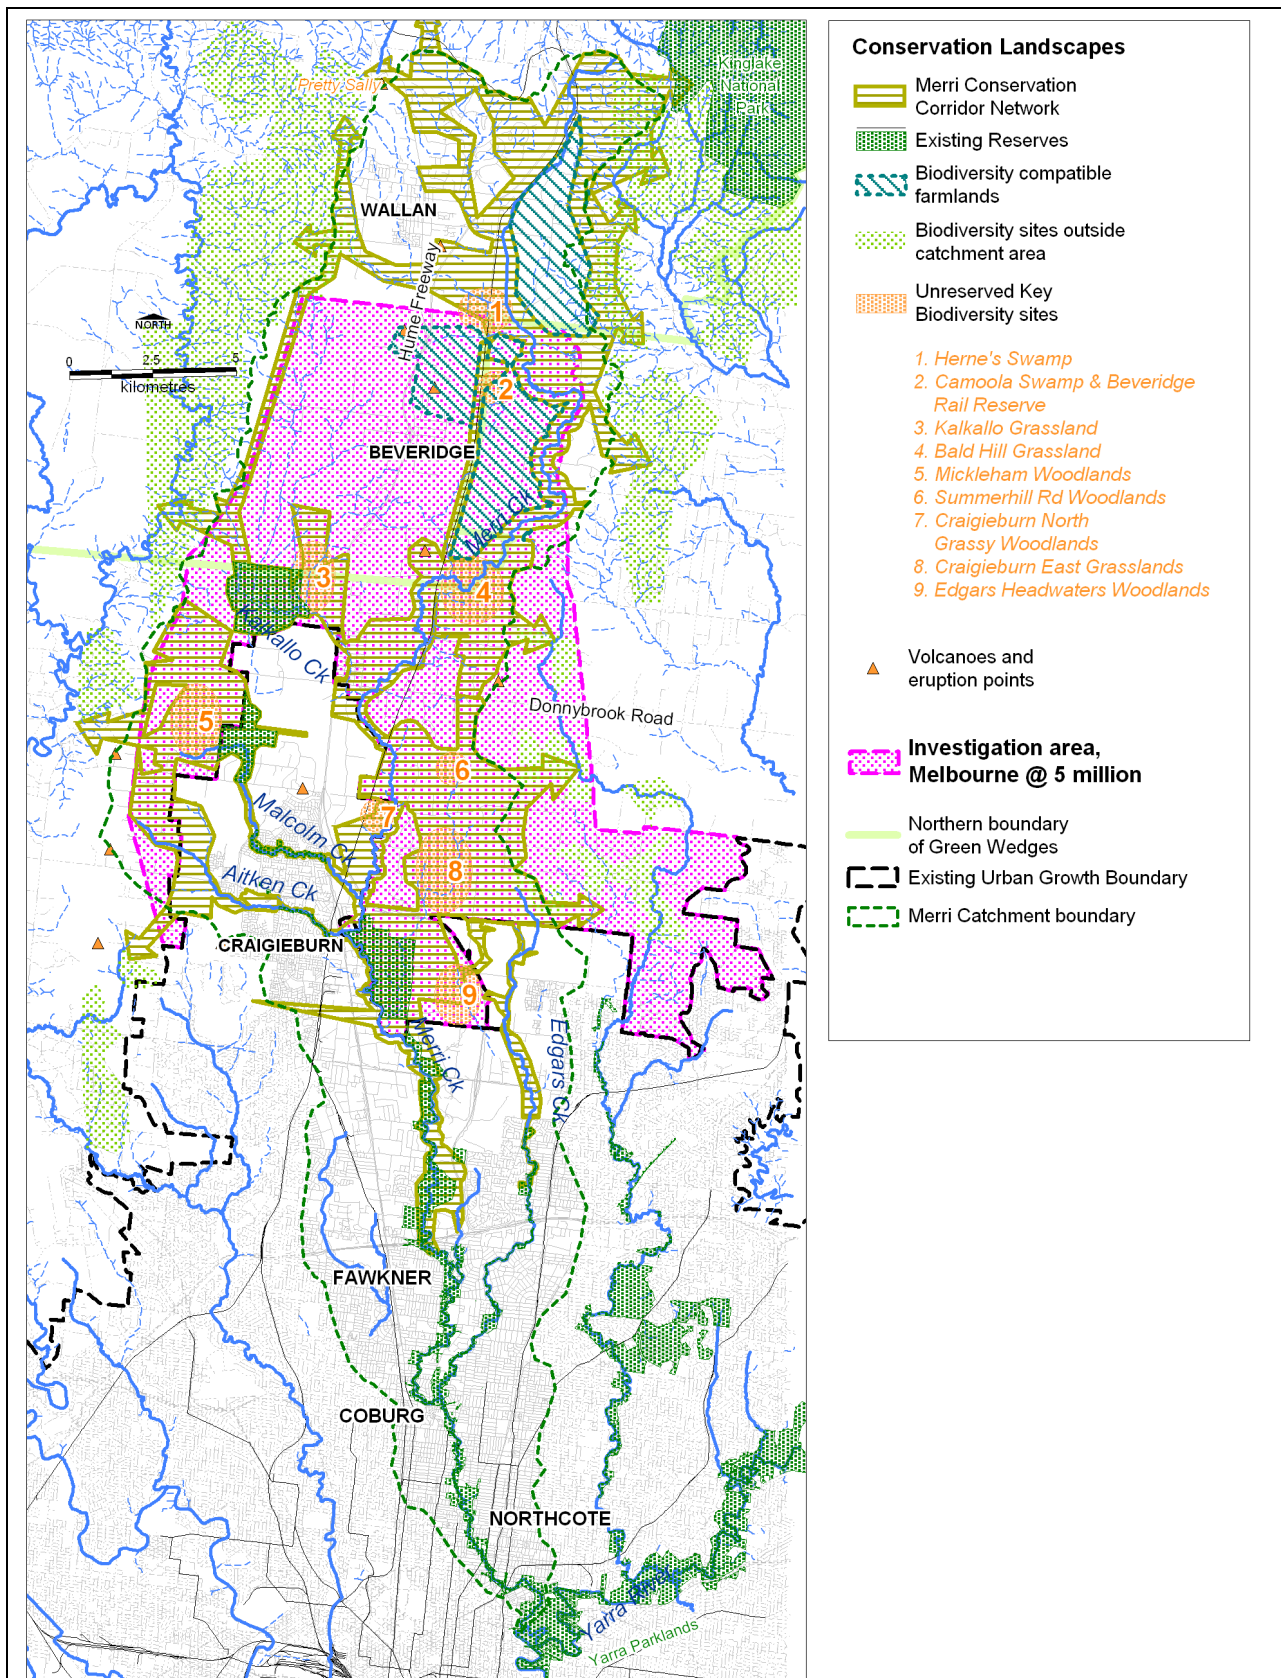 Conservation Landscapes
Merri Conservation
Corridor Network
Existing Reserves
Biodiversity compatible
farmlands
Biodiversity sites outside
catchment area
Unreserved Key
Biodiversity sites
1. Herne's Swamp
2. Camoola Swamp & Beveridge
Rail Reserve
3. Kalkallo Grassland
4. Bald Hill Grassland
5. Mickleham Woodlands
6. Summerhill Rd Woodlands
7. Craigieburn North
Grassy Woodlands
8. Craigieburn East Grasslands
9. Edgars Headwaters Woodlands
Volcanoes and
eruption points
Investigation area,
Melbourne @ 5 million
Northern boundary
of Green Wedges
Existing Urban Growth Boundary
Merri Catchment boundary
Kinglake
National
Park
Pretty Sally
WALLAN
Hume Freeway
1
NORTH
0 2.5 5
kilometres
2
BEVERIDGE
Merri Ck
3
4
Kalkallo Ck
5
Donnybrook Road
6
7
Malcolm Ck
8
Aitken Ck
CRAIGIEBURN
9
Merri Ck
Edgars Ck
FAWKNER
COBURG
NORTHCOTE
Yarra River
Yarra Parklands